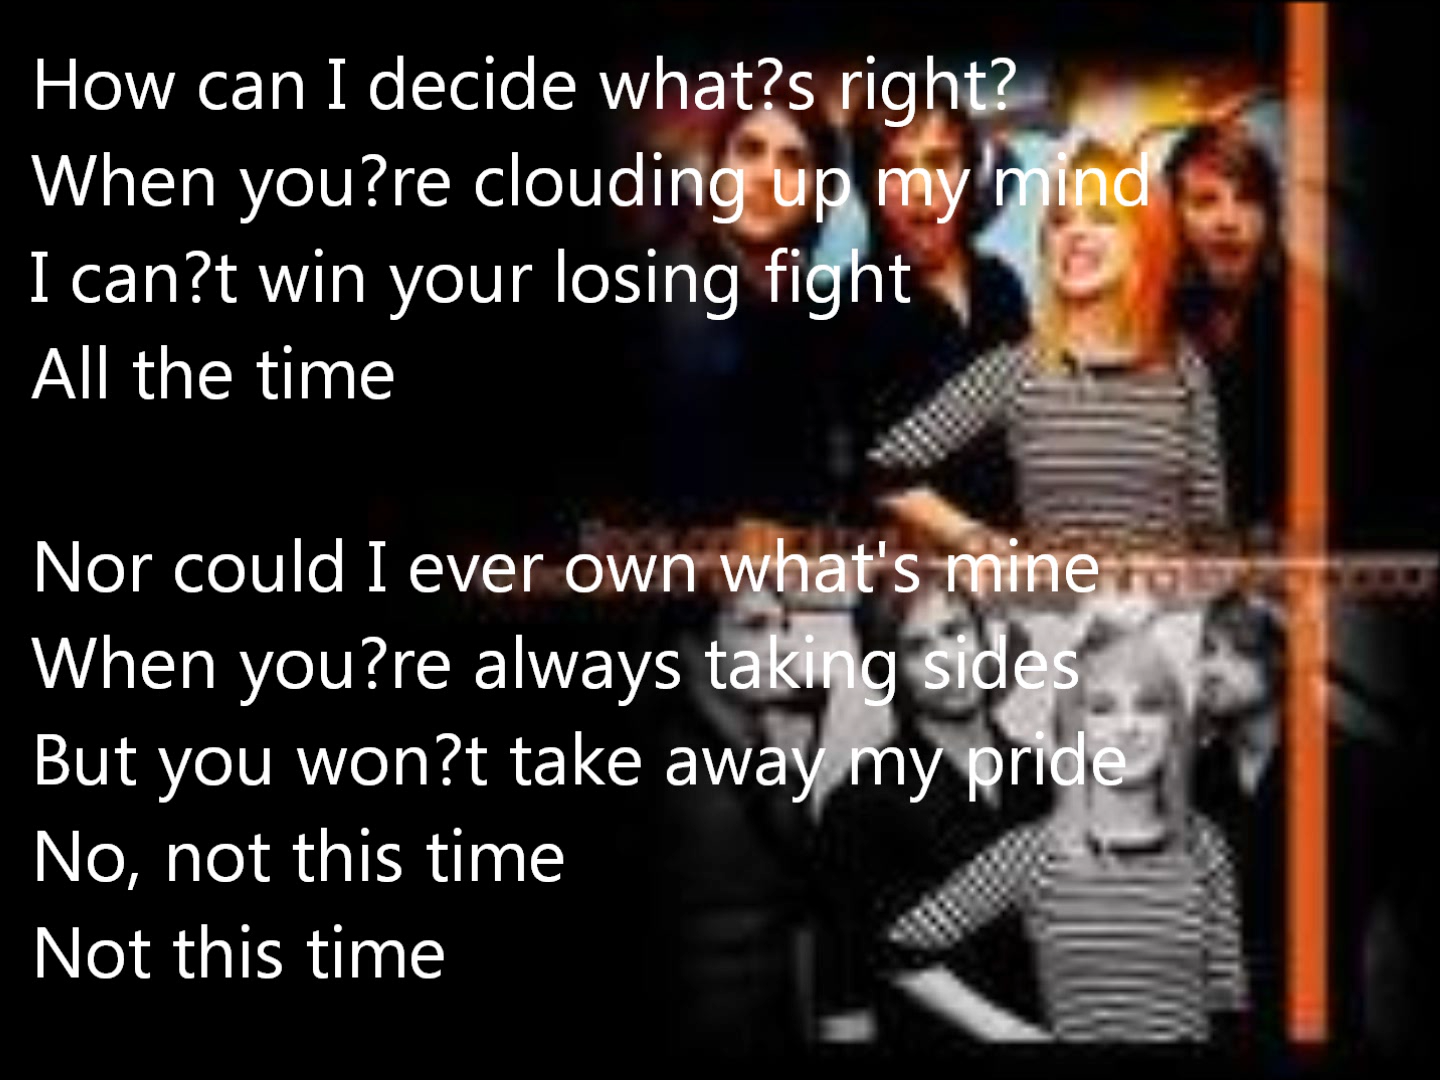 How can I decide what?s right?
When you?re clouding up my mind
I can?t win your losing fight
All the time
Nor could I ever own what's mine
When you?re always taking sides
But you won?t take away my pride
No, not this time
Not this time